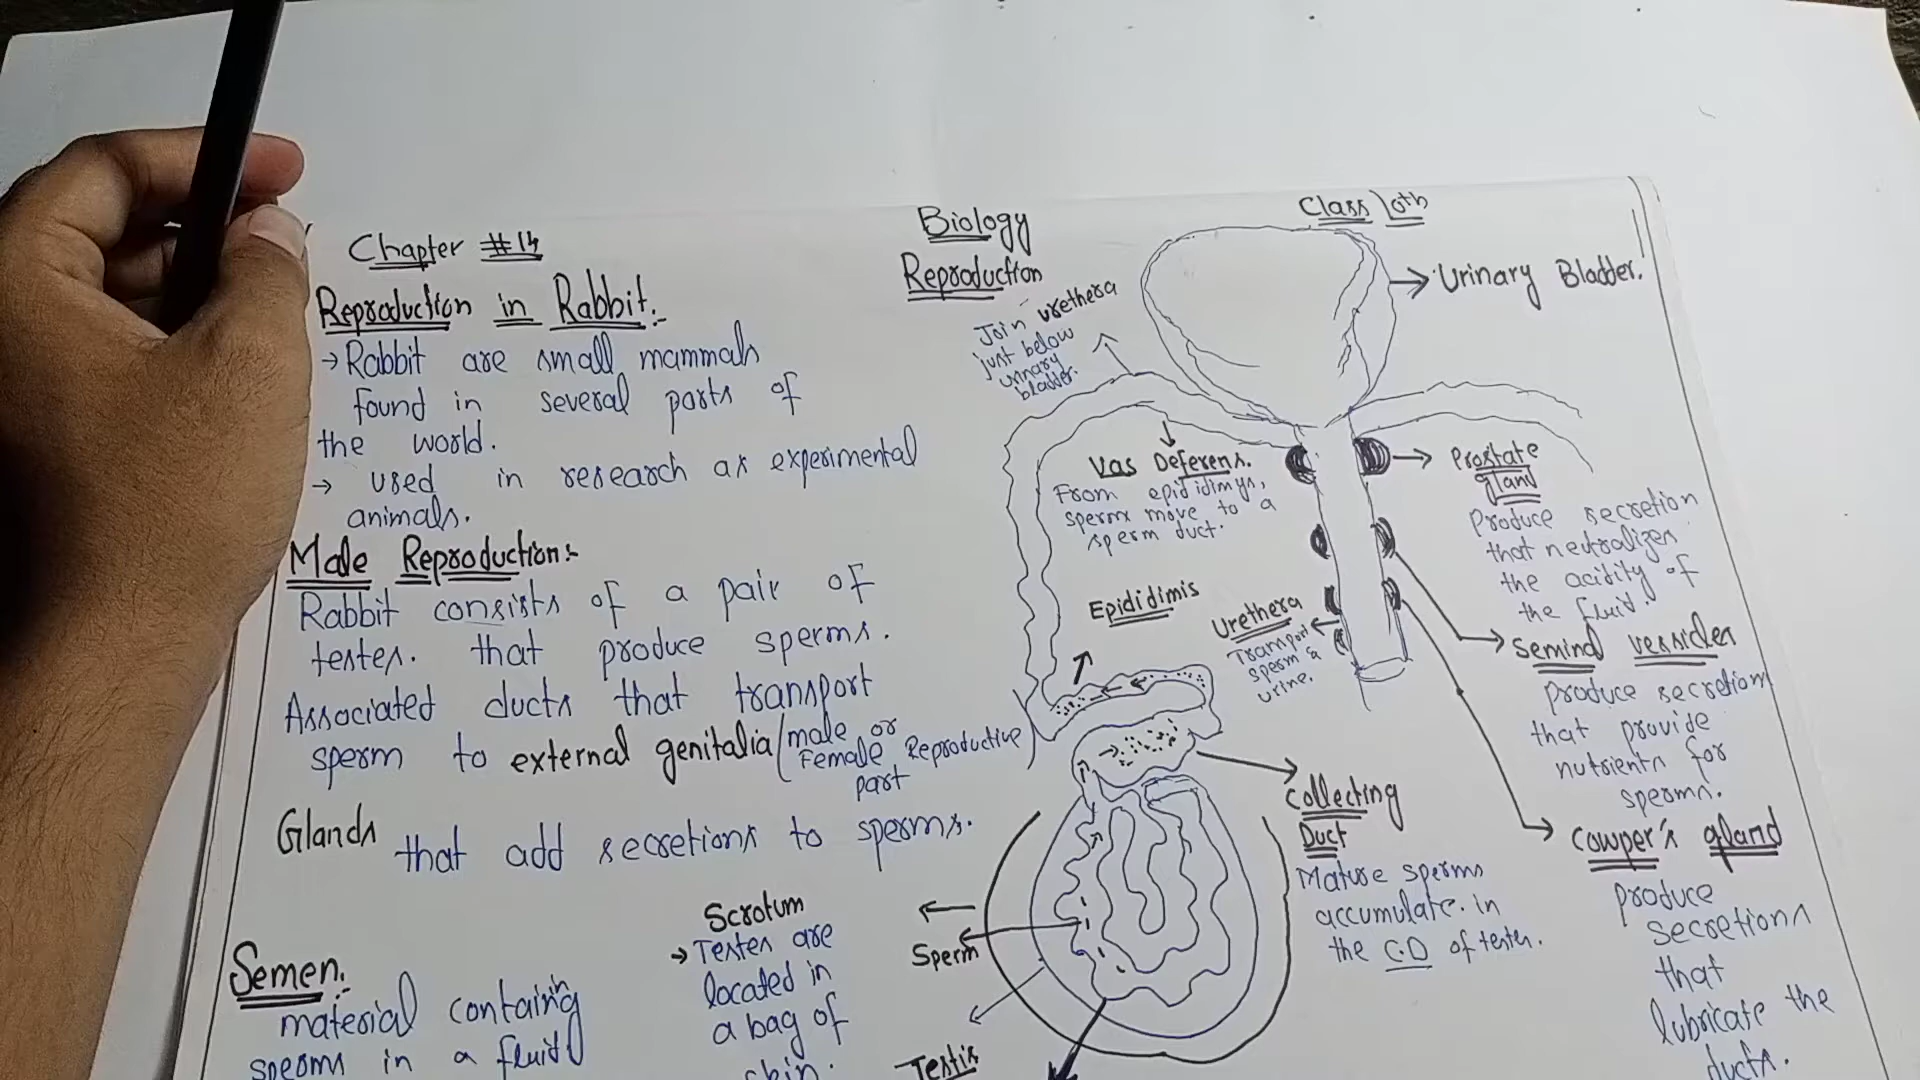 Chapter #14
Biology
Reproduction
Class 10th
Reproduction in Rabbit:-
→ Rabbit are small mammals
found in several parts of
the world.
→ used in research as experimental
animals.
Male Reproduction:-
Rabbit consists of a pair of
testes. that produce sperms.
Associated ducts that transport
sperm to external genitalia (male or
Female Reproductive
part
Glands that add secretions to sperms.
Semen:
material containing
sperms in a fluid
Scrotum
→ Testes are
located in
a bag of
skin.
Join urethera
just below
urinary
bladder.
Urinary Bladder.
Vas Deferens.
From epididimys,
sperms move to a
sperm duct.
Prostate
gland
Produce secretion
that neutralizes
the acidity of
the fluid.
Epididimis
Urethera
Transport
sperm &
urine.
Seminal vessicles
produce secretions
that provide
nutrients for
sperms.
Collecting
Duct
Mature sperms
accumulate. in
the C.D of testes.
Cowper's gland
produce
secretions
that
lubricate the
ducts.
Sperm
Testis